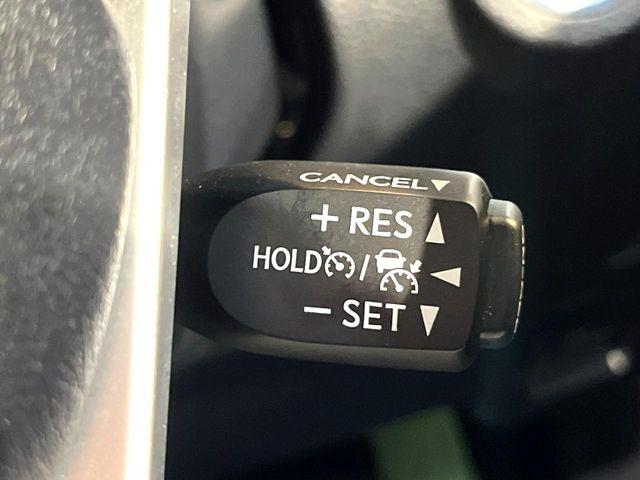 CANCEL▼
+ RES ▲
HOLD / ◀
− SET ▼